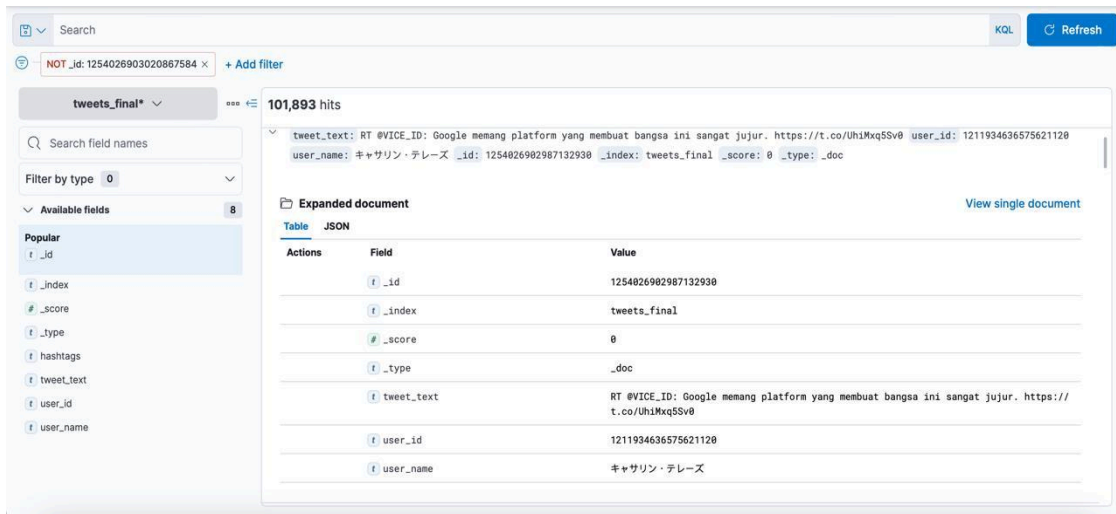 Search
KQL
Refresh
NOT _id: 1254026903020867584 ×
+ Add filter
tweets_final*
101,893 hits
Search field names
Filter by type 0
Available fields 8
Popular
t _id
t _index
# _score
t _type
t hashtags
t tweet_text
t user_id
t user_name
tweet_text: RT @VICE_ID: Google memang platform yang membuat bangsa ini sangat jujur. https://t.co/UhiMxq5Sv0 user_id: 1211934636575621120
user_name: キャサリン・テレーズ _id: 1254026902987132930 _index: tweets_final _score: 0 _type: _doc
Expanded document
View single document
Table JSON
Actions Field Value
t _id 1254026902987132930
t _index tweets_final
# _score 0
t _type _doc
t tweet_text RT @VICE_ID: Google memang platform yang membuat bangsa ini sangat jujur. https://
t.co/UhiMxq5Sv0
t user_id 1211934636575621120
t user_name キャサリン・テレーズ